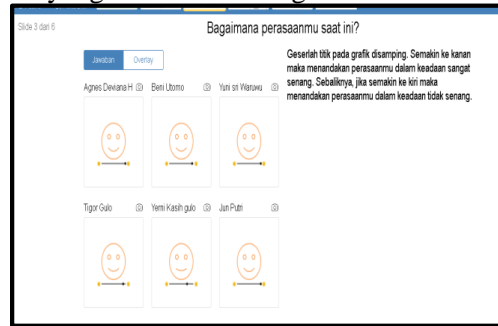 Slide 3 dari 6
Bagaimana perasaanmu saat ini?
Jawaban Overlay
Geserlah titik pada grafik disamping. Semakin ke kanan
maka menandakan perasaanmu dalam keadaan sangat
senang. Sebaliknya, jika semakin ke kiri maka
menandakan perasaanmu dalam keadaan tidak senang.
Agnes Deviana H
Beni Utomo
Yuni sri Waruwu
Tigor Gulo
Yerni Kasih gulo
Juri Putri